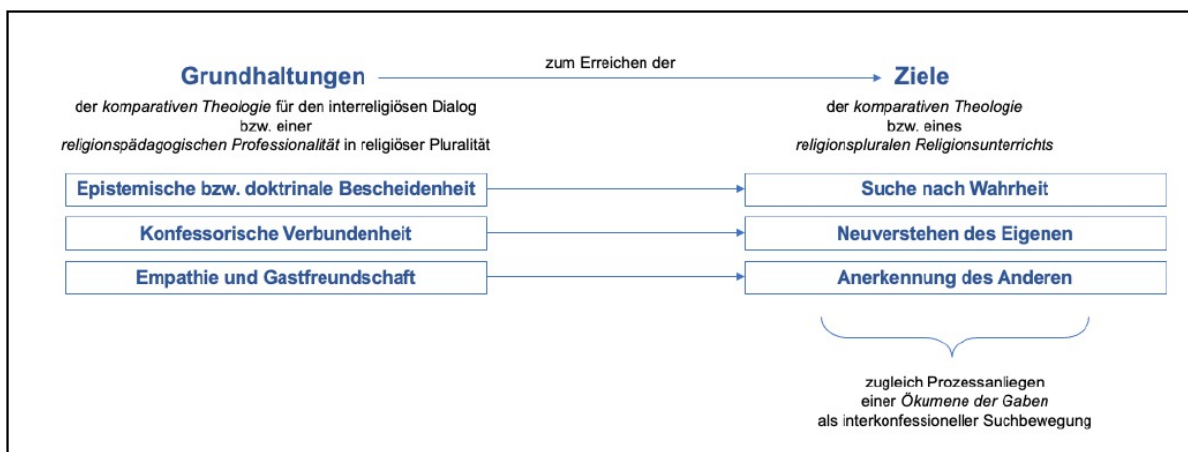 Grundhaltungen
zum Erreichen der
Ziele
der komparativen Theologie für den interreligiösen Dialog
bzw. einer
religionspädagogischen Professionalität in religiöser Pluralität
der komparativen Theologie
bzw. eines
religionspluralen Religionsunterrichts
Epistemische bzw. doktrinale Bescheidenheit
Suche nach Wahrheit
Konfessorische Verbundenheit
Neuverstehen des Eigenen
Empathie und Gastfreundschaft
Anerkennung des Anderen
zugleich Prozessanliegen
einer Ökumene der Gaben
als interkonfessioneller Suchbewegung